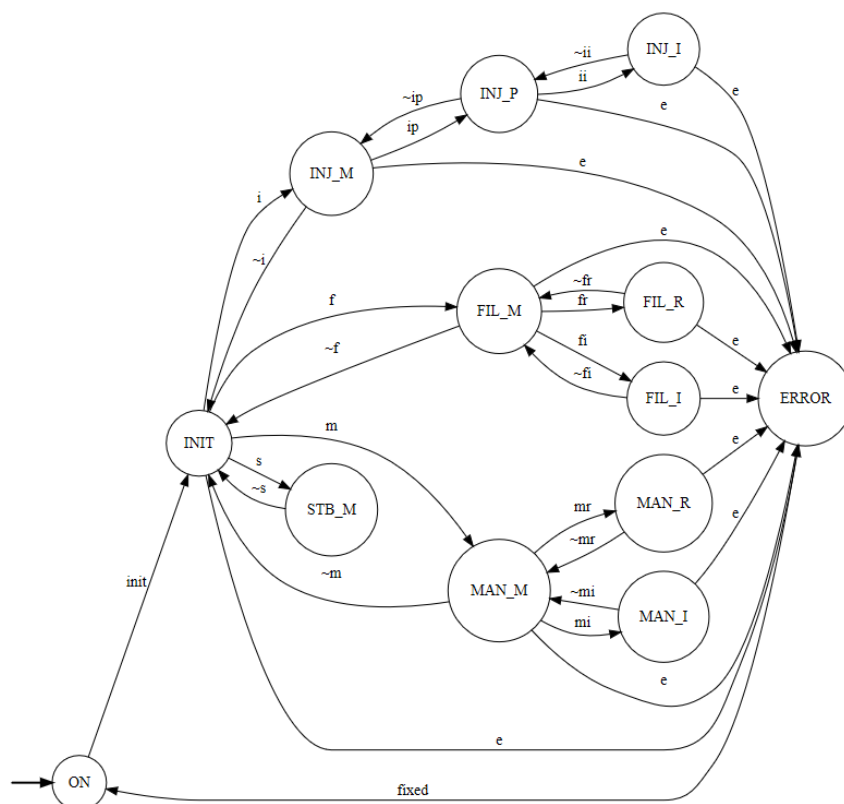 INJ_I
~ii
ii
e
INJ_P
~ip
ip
e
INJ_M
e
i
~i
e
~fr
fr
FIL_M
FIL_R
f
fi
e
~f
~fi
FIL_I
e
ERROR
INIT
m
e
s
~s
STB_M
MAN_R
mr
~mr
e
~m
MAN_M
~mi
mi
MAN_I
init
e
e
ON
fixed